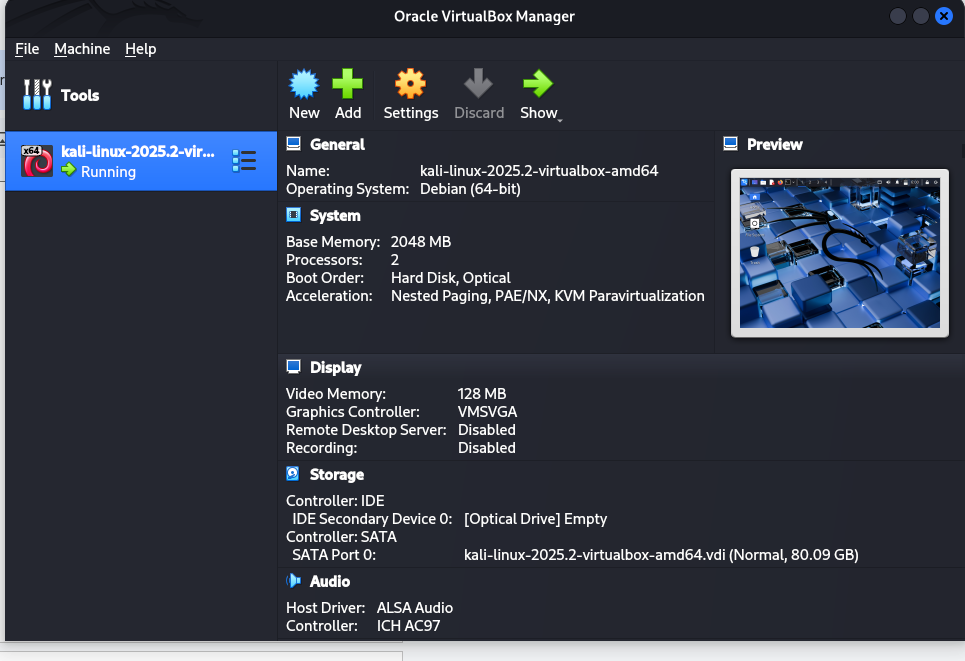 Oracle VirtualBox Manager
File Machine Help
Tools
New Add Settings Discard Show
x64
kali-linux-2025.2-vir...
Running
General
Name: kali-linux-2025.2-virtualbox-amd64
Operating System: Debian (64-bit)
System
Base Memory: 2048 MB
Processors: 2
Boot Order: Hard Disk, Optical
Acceleration: Nested Paging, PAE/NX, KVM Paravirtualization
Preview
Display
Video Memory: 128 MB
Graphics Controller: VMSVGA
Remote Desktop Server: Disabled
Recording: Disabled
Storage
Controller: IDE
IDE Secondary Device 0: [Optical Drive] Empty
Controller: SATA
SATA Port 0: kali-linux-2025.2-virtualbox-amd64.vdi (Normal, 80.09 GB)
Audio
Host Driver: ALSA Audio
Controller: ICH AC97